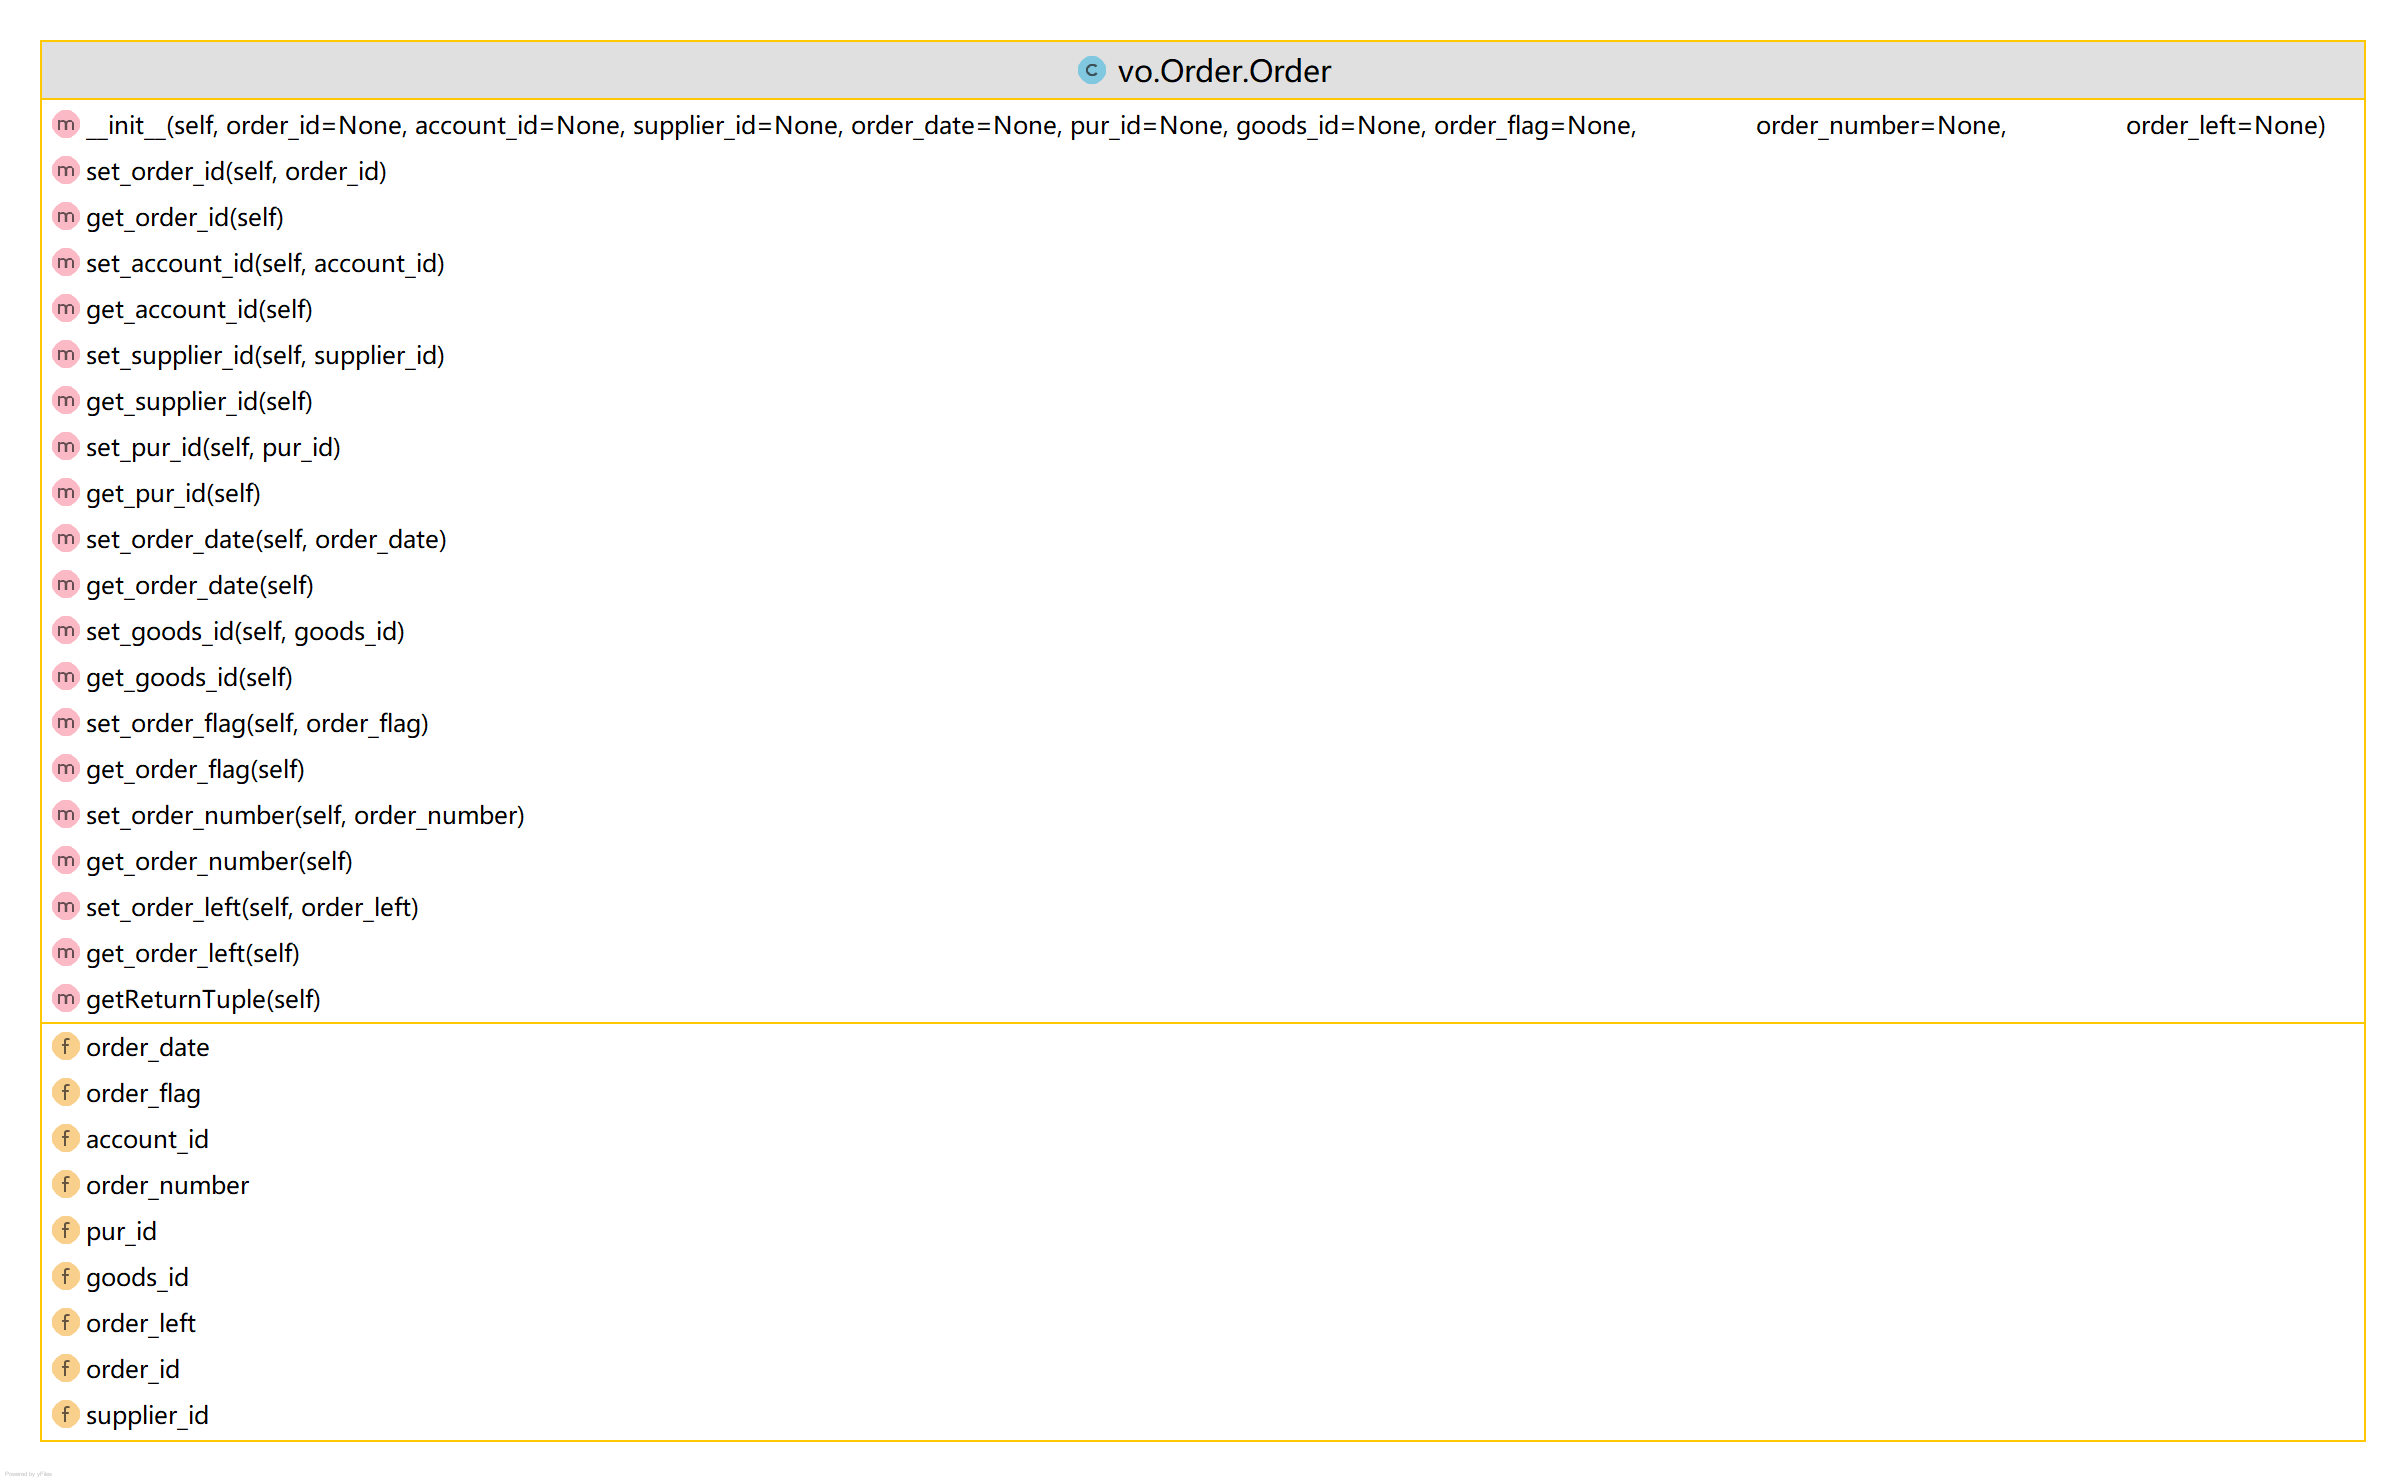 vo.Order.Order
__init__(self, order_id=None, account_id=None, supplier_id=None, order_date=None, pur_id=None, goods_id=None, order_flag=None, order_number=None, order_left=None)
set_order_id(self, order_id)
get_order_id(self)
set_account_id(self, account_id)
get_account_id(self)
set_supplier_id(self, supplier_id)
get_supplier_id(self)
set_pur_id(self, pur_id)
get_pur_id(self)
set_order_date(self, order_date)
get_order_date(self)
set_goods_id(self, goods_id)
get_goods_id(self)
set_order_flag(self, order_flag)
get_order_flag(self)
set_order_number(self, order_number)
get_order_number(self)
set_order_left(self, order_left)
get_order_left(self)
getReturnTuple(self)
order_date
order_flag
account_id
order_number
pur_id
goods_id
order_left
order_id
supplier_id
Powered by yFiles